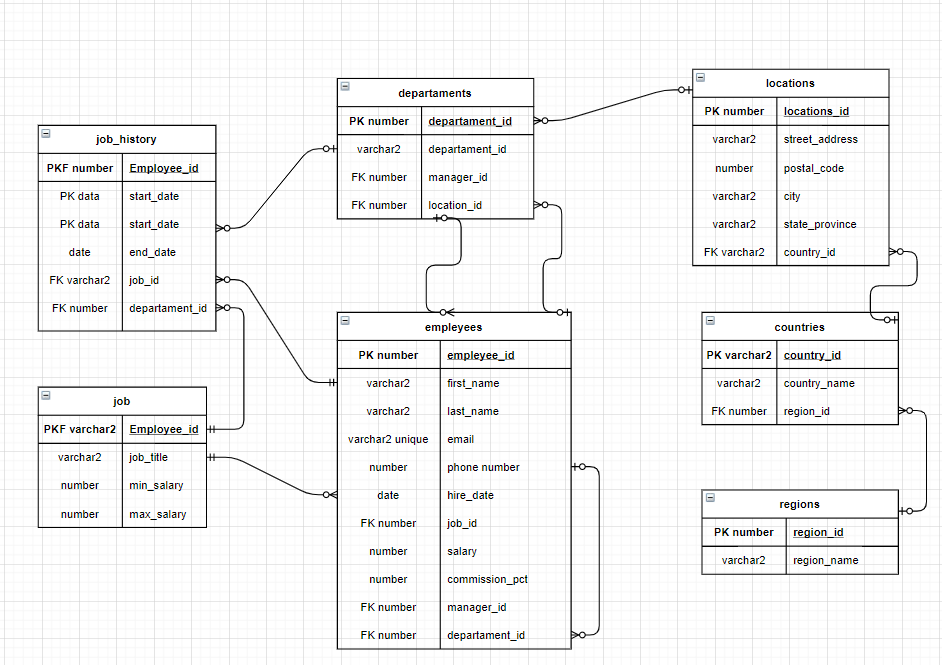 job_history
PKF number Employee_id
PK data start_date
PK data start_date
date end_date
FK varchar2 job_id
FK number departament_id
job
PKF varchar2 Employee_id
varchar2 job_title
number min_salary
number max_salary
departaments
PK number departament_id
varchar2 departament_id
FK number manager_id
FK number location_id
empleyees
PK number empleyee_id
varchar2 first_name
varchar2 last_name
varchar2 unique email
number phone number
date hire_date
FK number job_id
number salary
number commission_pct
FK number manager_id
FK number departament_id
locations
PK number locations_id
varchar2 street_address
number postal_code
varchar2 city
varchar2 state_province
FK varchar2 country_id
countries
PK varchar2 country_id
varchar2 country_name
FK number region_id
regions
PK number region_id
varchar2 region_name